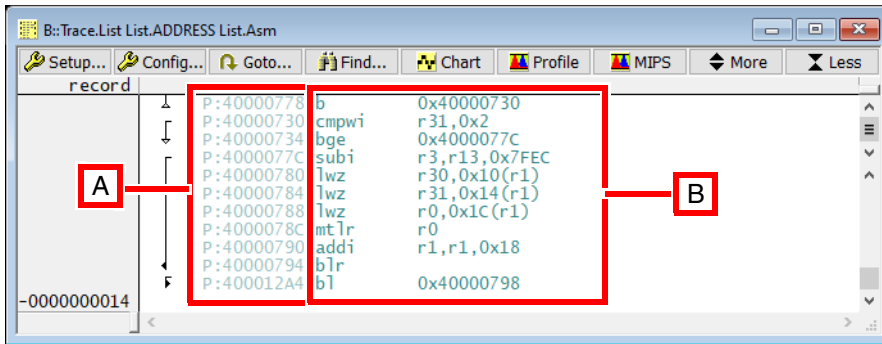 B::Trace.List List.ADDRESS List.Asm
Setup... Config... Goto... Find... Chart Profile MIPS More Less
record
P:40000778 b 0x40000730
P:40000730 cmpwi r31,0x2
P:40000734 bge 0x4000077C
P:4000077C subi r3,r13,0x7FEC
P:40000780 lwz r30,0x10(r1)
P:40000784 lwz r31,0x14(r1)
P:40000788 lwz r0,0x1C(r1)
P:4000078C mtlr r0
P:40000790 addi r1,r1,0x18
P:40000794 blr
P:400012A4 bl 0x40000798
-0000000014
A
B